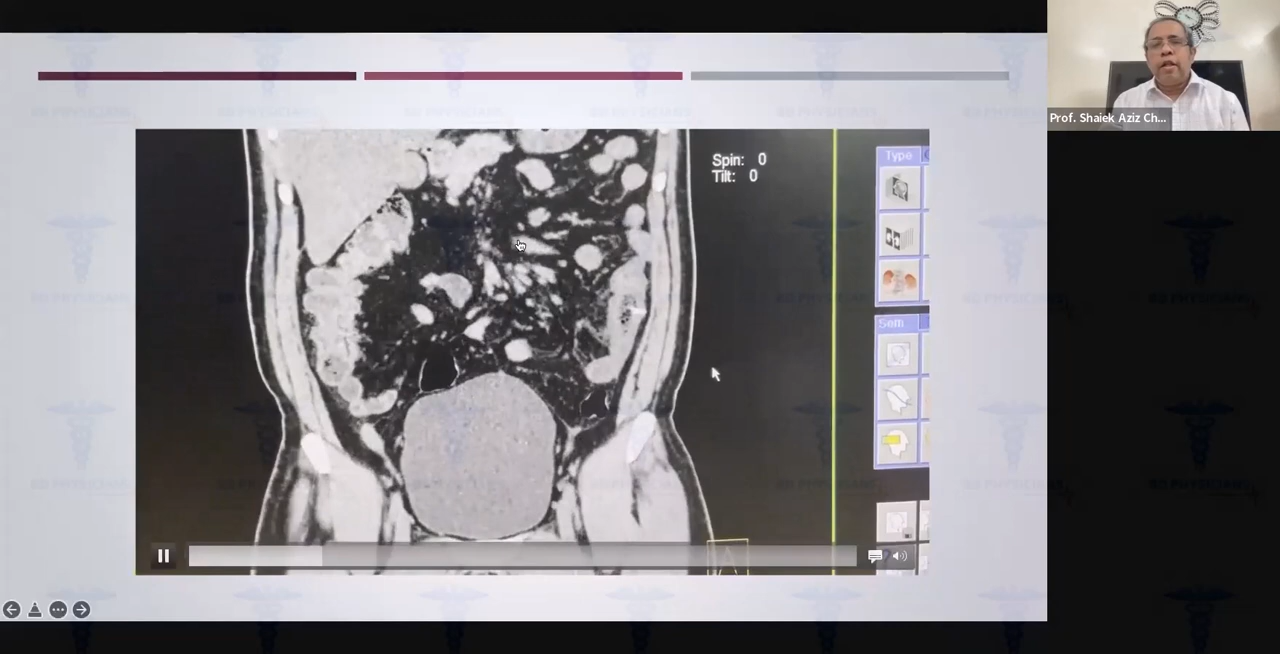 Prof. Shaiek Aziz Ch...
Spin: 0
Tilt: 0
Type
Sem